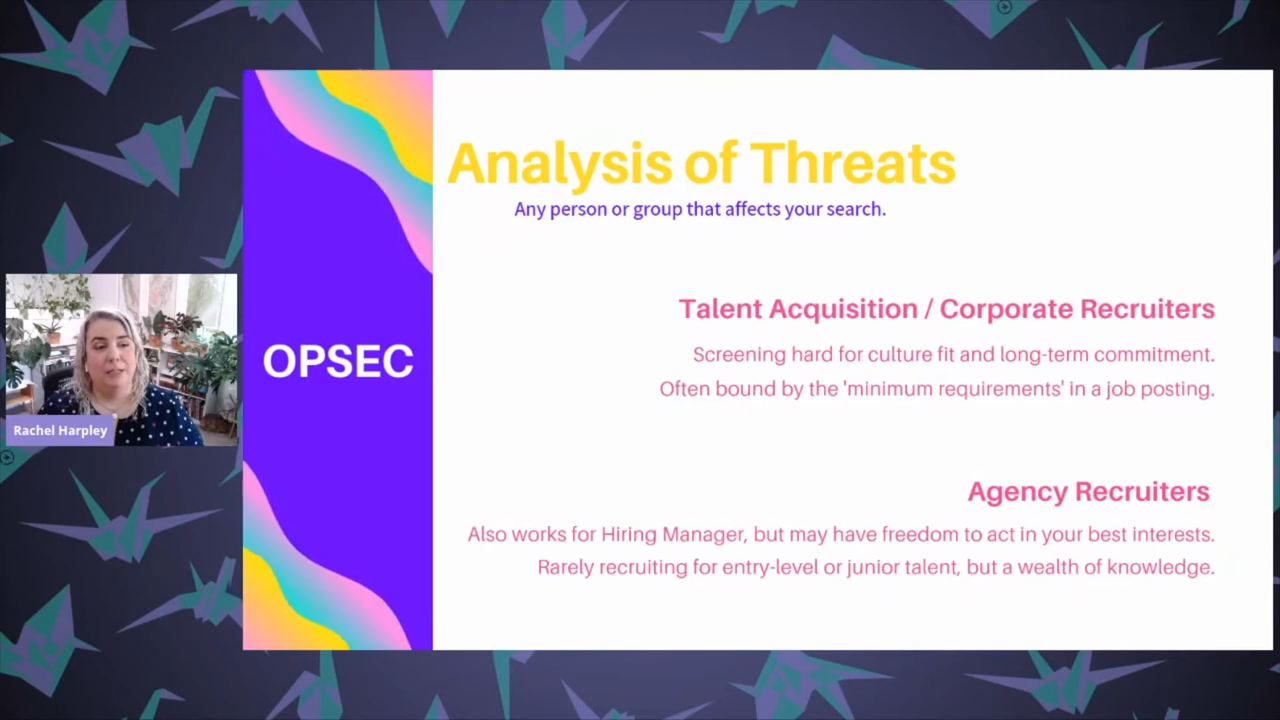 Analysis of Threats
Any person or group that affects your search.
Talent Acquisition / Corporate Recruiters
Screening hard for culture fit and long-term commitment.
Often bound by the 'minimum requirements' in a job posting.
OPSEC
Rachel Harpley
Agency Recruiters
Also works for Hiring Manager, but may have freedom to act in your best interests.
Rarely recruiting for entry-level or junior talent, but a wealth of knowledge.